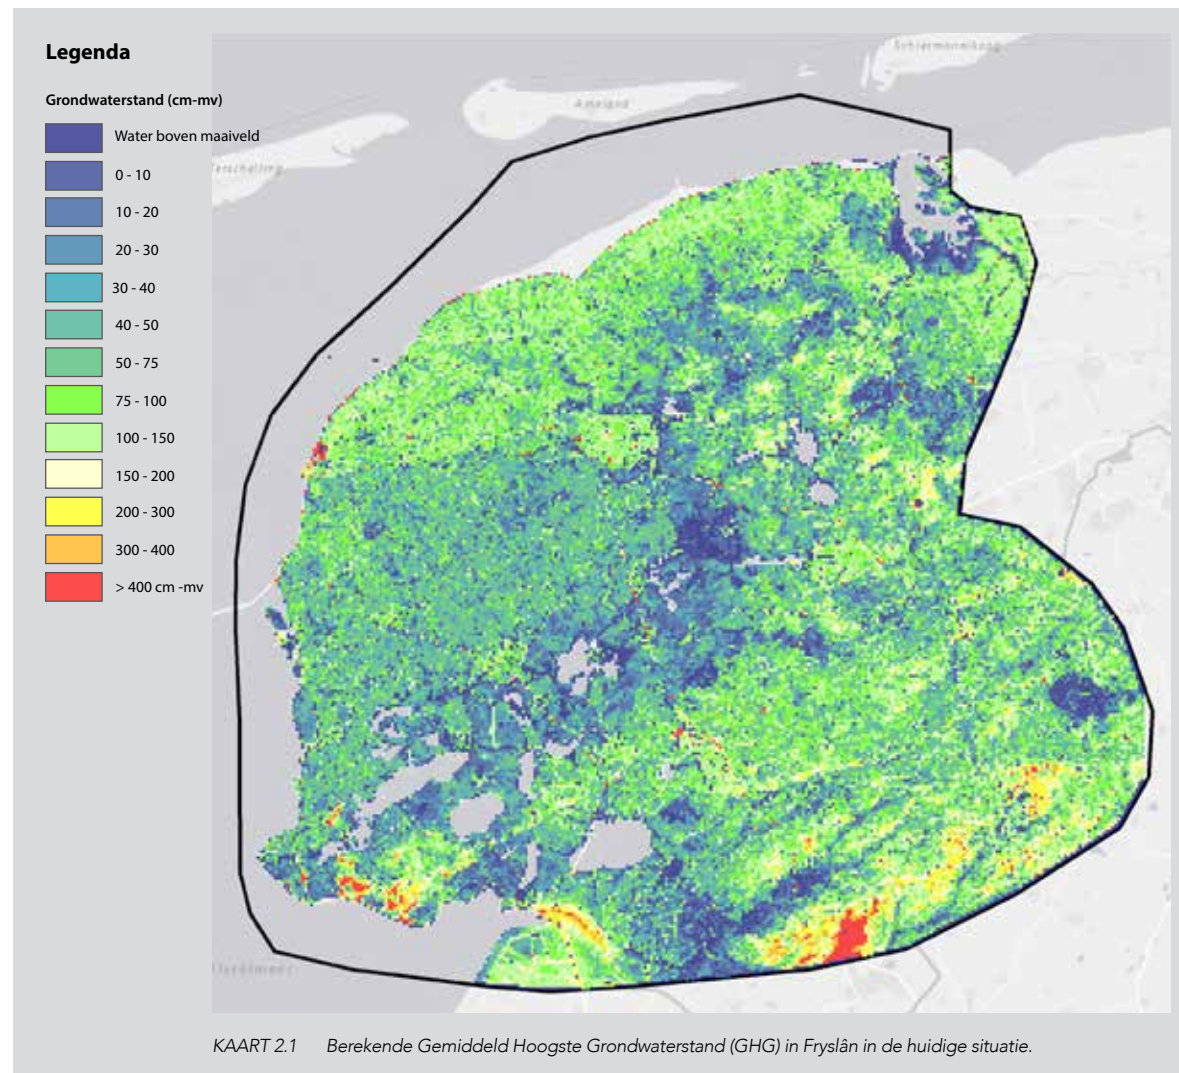 Legenda
Grondwaterstand (cm-mv)
Water boven maaiveld
0 - 10
10 - 20
20 - 30
30 - 40
40 - 50
50 - 75
75 - 100
100 - 150
150 - 200
200 - 300
300 - 400
> 400 cm -mv
Schiermonnikoog
Ameland
Terschelling
IJsselmeer
KAART 2.1 Berekende Gemiddeld Hoogste Grondwaterstand (GHG) in Fryslân in de huidige situatie.